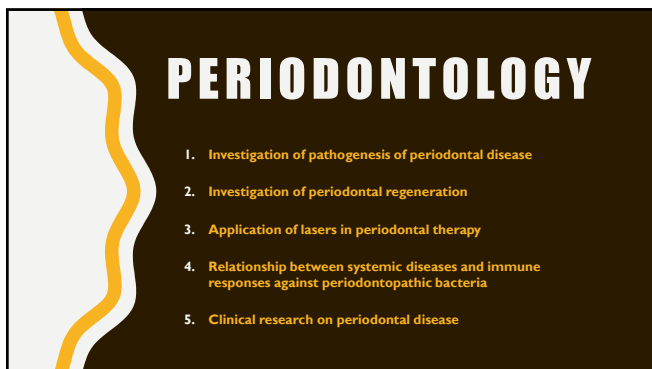 PERIODONTOLOGY
1. Investigation of pathogenesis of periodontal disease
2. Investigation of periodontal regeneration
3. Application of lasers in periodontal therapy
4. Relationship between systemic diseases and immune
responses against periodontopathic bacteria
5. Clinical research on periodontal disease